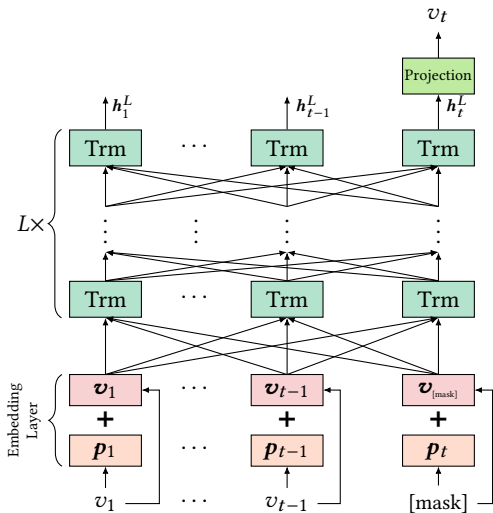 v_t
Projection
h_1^L h_{t−1}^L h_t^L
Trm · · · Trm Trm
L×
Trm · · · Trm Trm
Embedding
Layer
v_1 · · · v_{t−1} v_{[mask]}
+ + +
p_1 · · · p_{t−1} p_t
v_1 · · · v_{t−1} [mask]